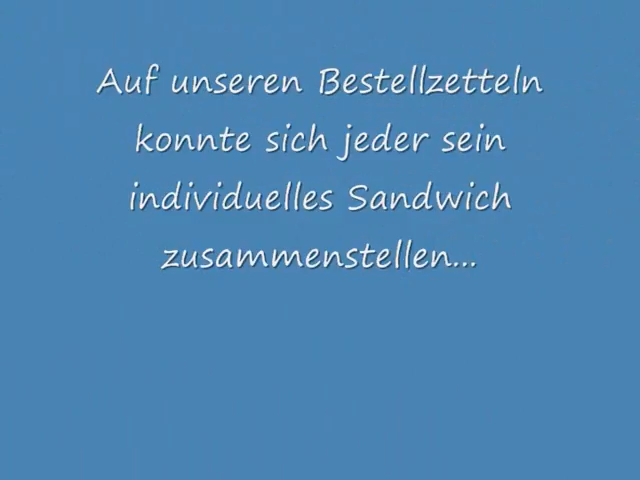 Auf unseren Bestellzetteln
konnte sich jeder sein
individuelles Sandwich
zusammenstellen...